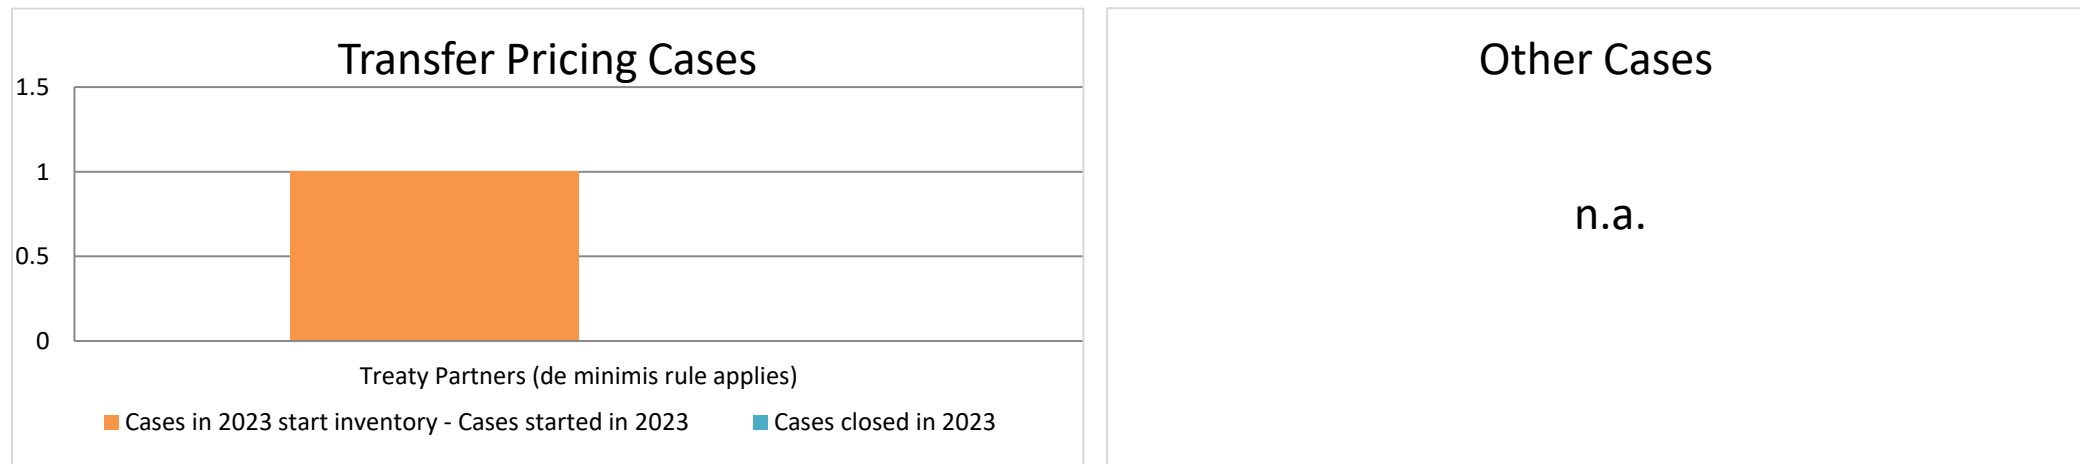 Transfer Pricing Cases
1.5
1
0.5
0
Treaty Partners (de minimis rule applies)
Cases in 2023 start inventory - Cases started in 2023
Cases closed in 2023
Other Cases
n.a.